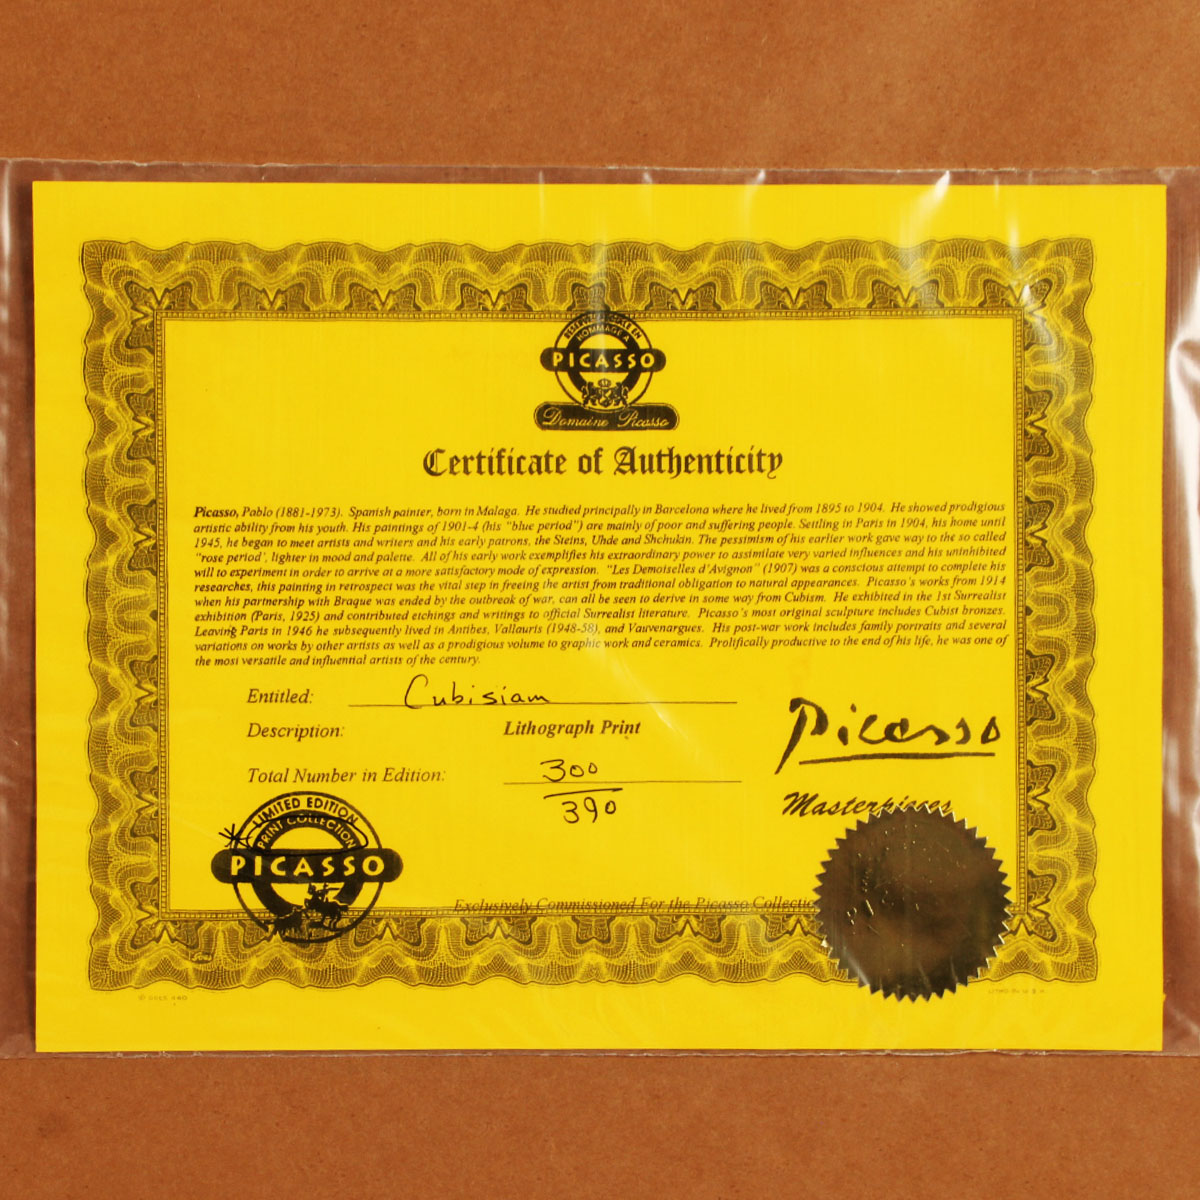 HOMMAGE A
PICASSO
Domaine Picasso
Certificate of Authenticity
Picasso, Pablo (1881-1973). Spanish painter, born in Malaga. He studied principally in Barcelona where he lived from 1895 to 1904. He showed prodigious
artistic ability from his youth. His paintings of 1901-4 (his "blue period") are mainly of poor and suffering people. Settling in Paris in 1904, his home until
1945, he began to meet artists and writers and his early patrons, the Steins, Uhde and Shchukin. The pessimism of his earlier work gave way to the so called
"rose period', lighter in mood and palette. All of his early work exemplifies his extraordinary power to assimilate very varied influences and his uninhibited
will to experiment in order to arrive at a more satisfactory mode of expression. "Les Demoiselles d'Avignon" (1907) was a conscious attempt to complete his
researches, this painting in retrospect was the vital step in freeing the artist from traditional obligation to natural appearances. Picasso's works from 1914
when his partnership with Braque was ended by the outbreak of war, can all be seen to derive in some way from Cubism. He exhibited in the 1st Surrealist
exhibition (Paris, 1925) and contributed etchings and writings to official Surrealist literature. Picasso's most original sculpture includes Cubist bronzes.
Leaving Paris in 1946 he subsequently lived in Antibes, Vallauris (1948-58), and Vauvenargues. His post-war work includes family portraits and several
variations on works by other artists as well as a prodigious volume to graphic work and ceramics. Prolifically productive to the end of his life, he was one of
the most versatile and influential artists of the century.
Entitled: Cubisiam
Description: Lithograph Print
Total Number in Edition: 300
390
Picasso
Masterpieces
LIMITED EDITION
PRINT COLLECTION
PICASSO
Exclusively Commissioned For the Picasso Collectio
© GOES 440
LITHO IN U.S.A.